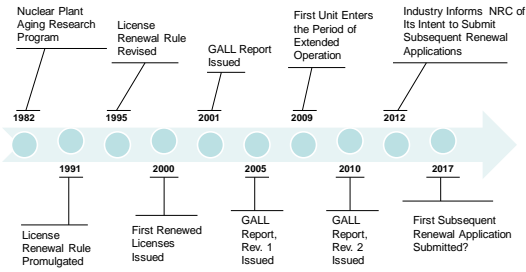 Nuclear Plant
Aging Research
Program
1982
License
Renewal Rule
Revised
1995
GALL Report
Issued
2001
First Unit Enters
the Period of
Extended
Operation
2009
Industry Informs NRC of
Its Intent to Submit
Subsequent Renewal
Applications
2012
1991
License
Renewal Rule
Promulgated
2000
First Renewed
Licenses
Issued
2005
GALL
Report,
Rev. 1
Issued
2010
GALL
Report,
Rev. 2
Issued
2017
First Subsequent
Renewal Application
Submitted?